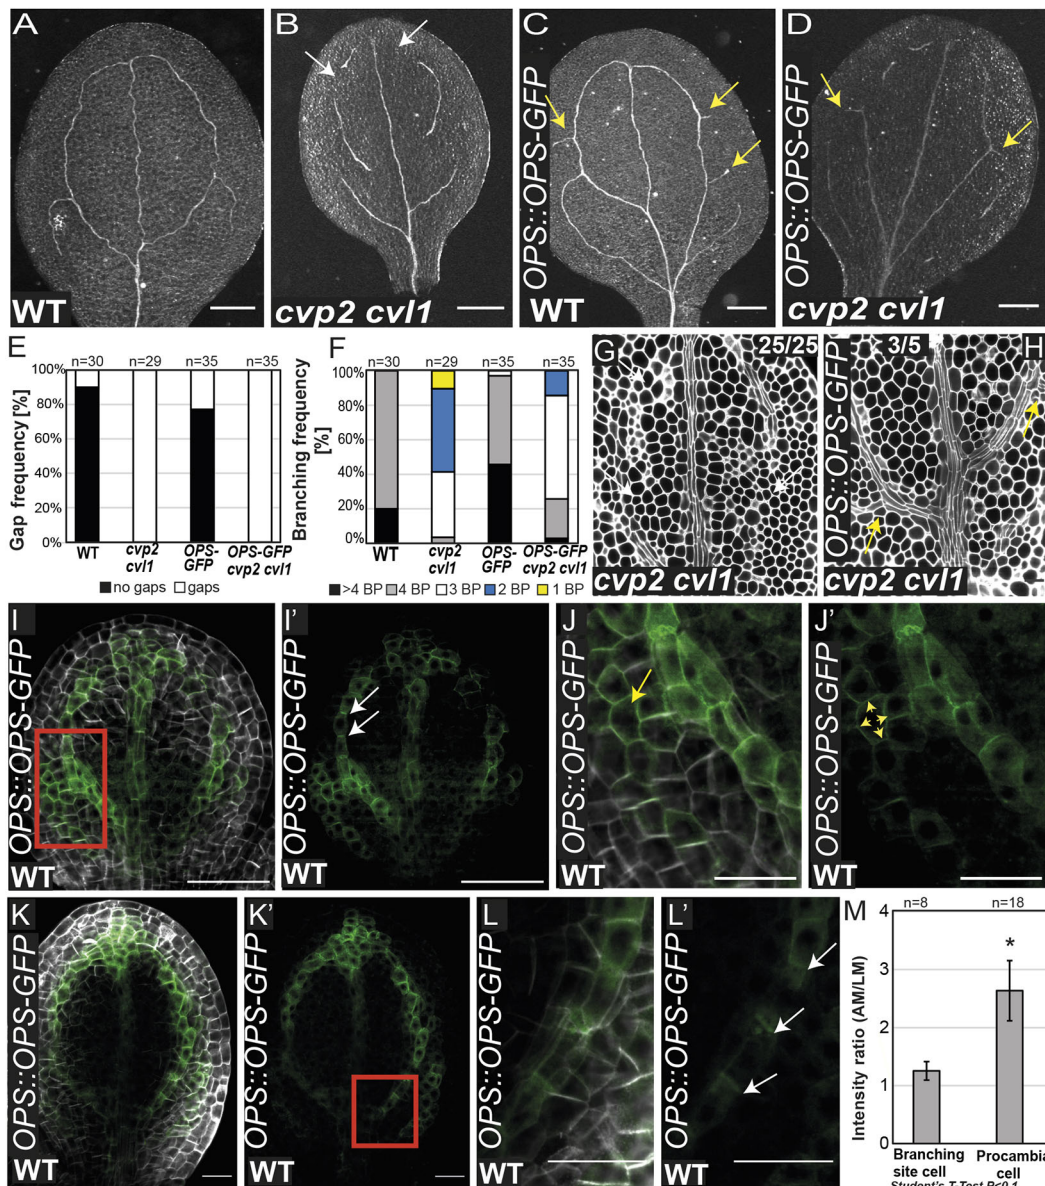 A
WT
B
cvp2 cvl1
C
OPS::OPS-GFP
WT
D
OPS::OPS-GFP
cvp2 cvl1
E
n=30 n=29 n=35 n=35
Gap frequency [%]
100%
80%
60%
40%
20%
0%
WT
cvp2 cvl1
OPS-GFP
OPS-GFP cvp2 cvl1
no gaps gaps
F
n=30 n=29 n=35 n=35
Branching frequency [%]
100%
80%
60%
40%
20%
0%
WT
cvp2 cvl1
OPS-GFP
OPS-GFP cvp2 cvl1
>4 BP 4 BP 3 BP 2 BP 1 BP
G
25/25
cvp2 cvl1
3/5
H
OPS::OPS-GFP
cvp2 cvl1
I
OPS::OPS-GFP
WT
I'
OPS::OPS-GFP
WT
J
OPS::OPS-GFP
WT
J'
OPS::OPS-GFP
WT
K
OPS::OPS-GFP
WT
K'
OPS::OPS-GFP
WT
L
OPS::OPS-GFP
WT
L'
OPS::OPS-GFP
WT
M
n=8 n=18
Intensity ratio (AM/LM)
4
3
2
1
0
*
Branching site cell
Procambia cell
Student's T-Test P<0.1